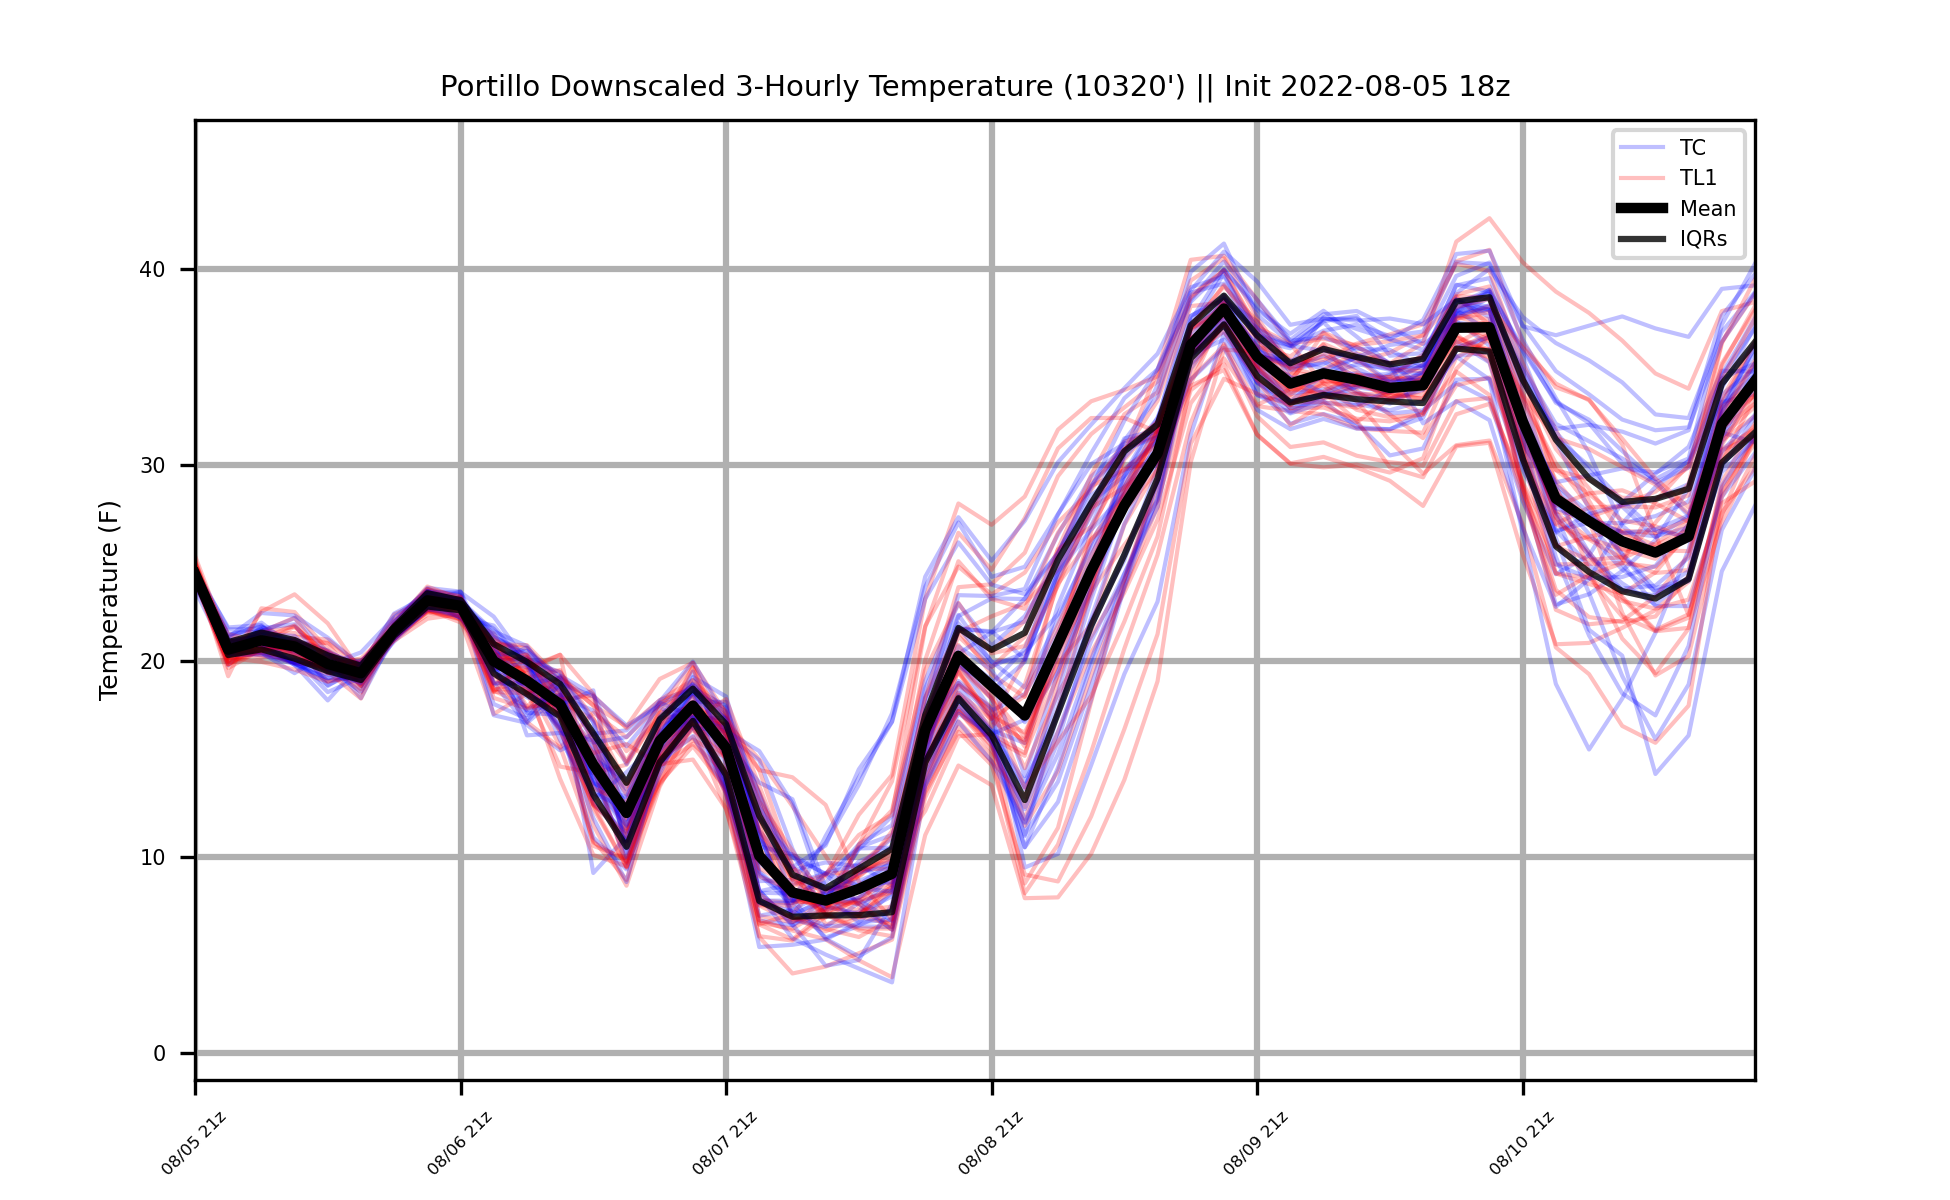 Portillo Downscaled 3-Hourly Temperature (10320') || Init 2022-08-05 18z
TC
TL1
Mean
IQRs
Temperature (F)
40
30
20
10
0
08/05 21z
08/06 21z
08/07 21z
08/08 21z
08/09 21z
08/10 21z